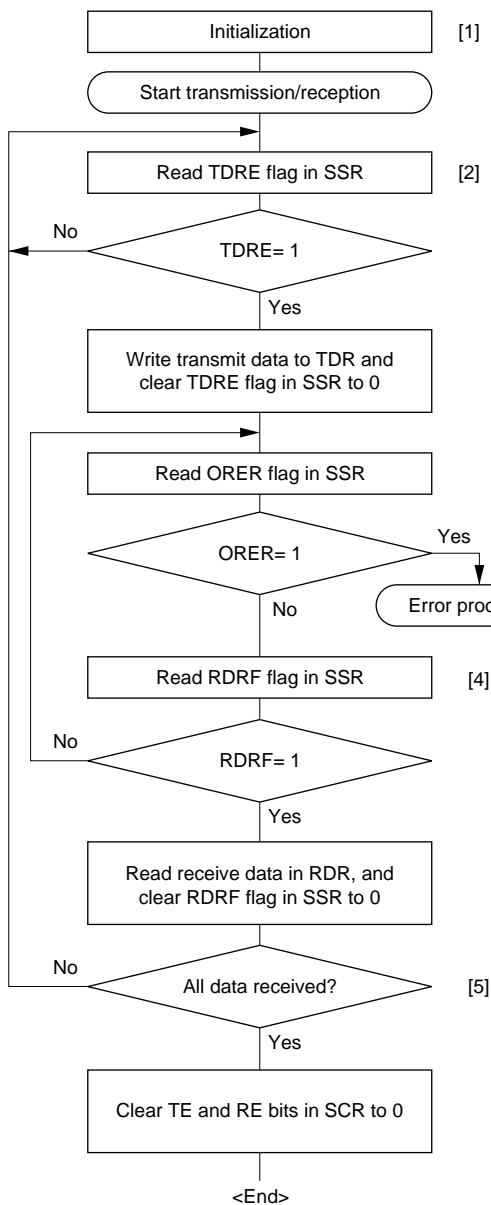 Initialization
[1]
Start transmission/reception
Read TDRE flag in SSR
[2]
No
TDRE= 1
Yes
Write transmit data to TDR and
clear TDRE flag in SSR to 0
Read ORER flag in SSR
Yes
ORER= 1
No
Error
Read RDRF flag in SSR
[4]
No
RDRF= 1
Yes
Read receive data in RDR, and
clear RDRF flag in SSR to 0
No
All data received?
[5]
Yes
Clear TE and RE bits in SCR to 0
<End>